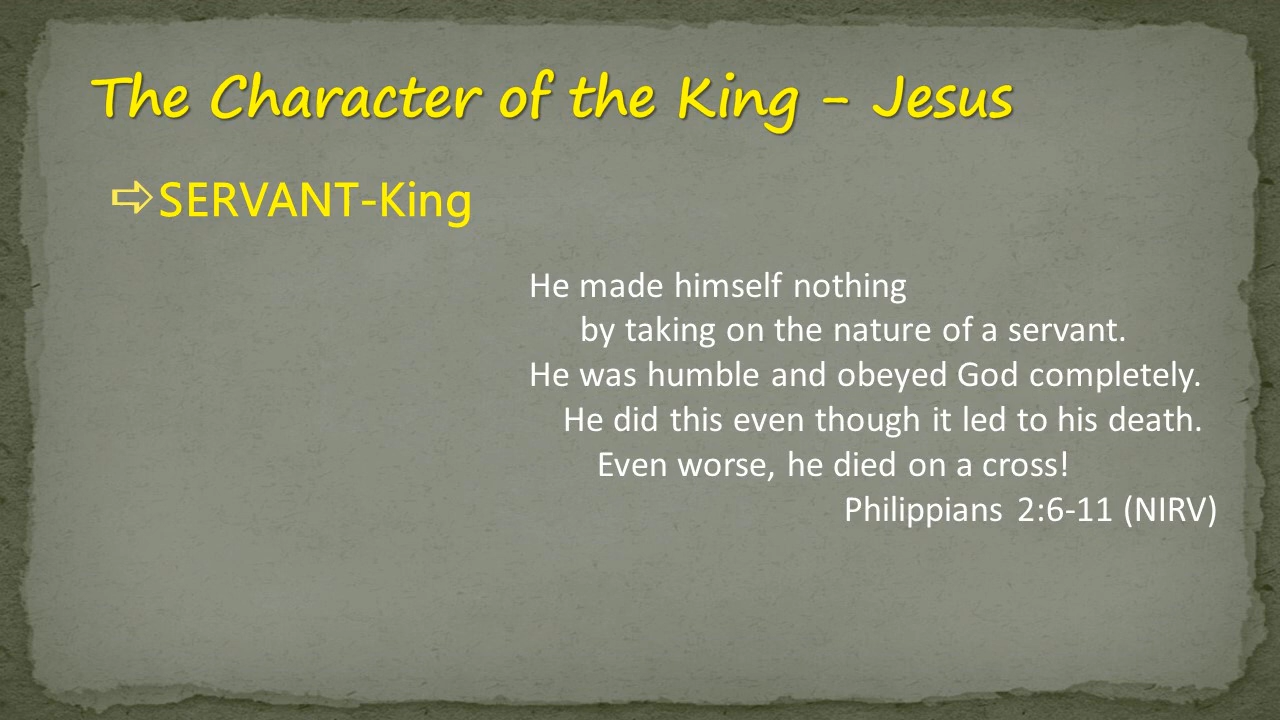 The Character of the King - Jesus
⇨SERVANT-King
He made himself nothing
by taking on the nature of a servant.
He was humble and obeyed God completely.
He did this even though it led to his death.
Even worse, he died on a cross!
Philippians 2:6-11 (NIRV)